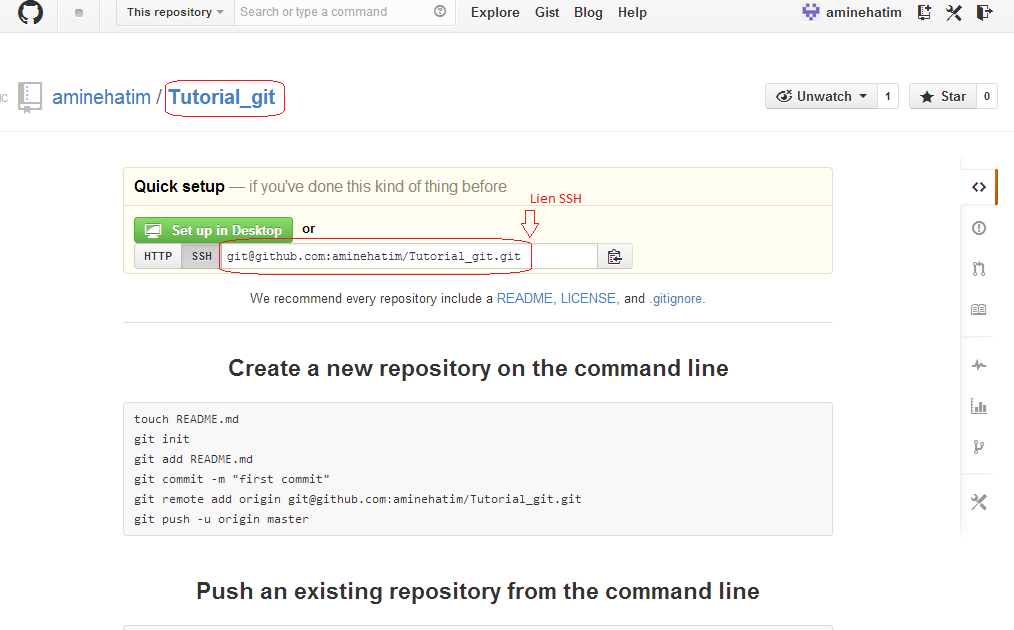 This repository Search or type a command Explore Gist Blog Help aminehatim
aminehatim / Tutorial_git Unwatch 1 Star 0
Quick setup — if you've done this kind of thing before
Lien SSH
Set up in Desktop or
HTTP SSH git@github.com:aminehatim/Tutorial_git.git
We recommend every repository include a README, LICENSE, and .gitignore.
Create a new repository on the command line
touch README.md
git init
git add README.md
git commit -m "first commit"
git remote add origin git@github.com:aminehatim/Tutorial_git.git
git push -u origin master
Push an existing repository from the command line